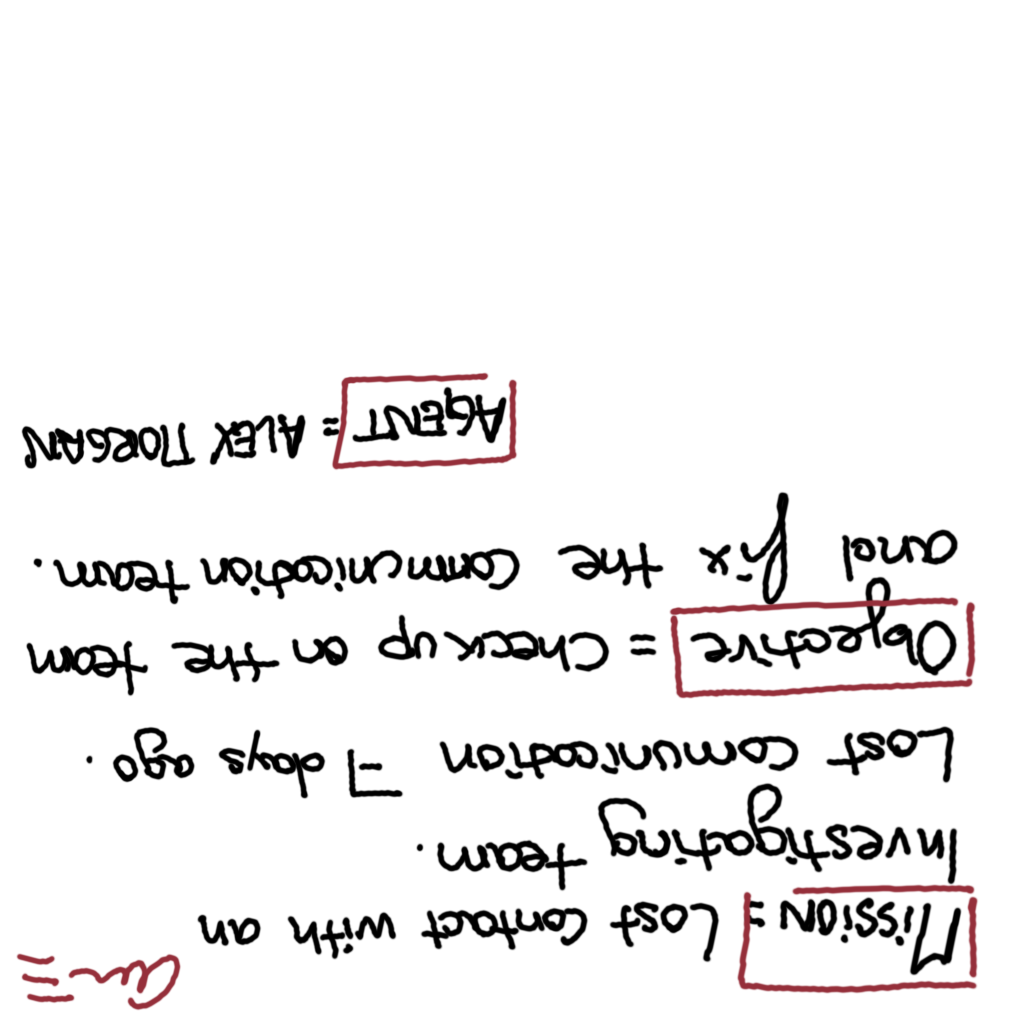 Mission = Lost contact with an
Investigating team.
Lost comunication 7 days ago.
Objective = Check up on the team
and fix the communication team.
AGENT = ALEX MORGAN